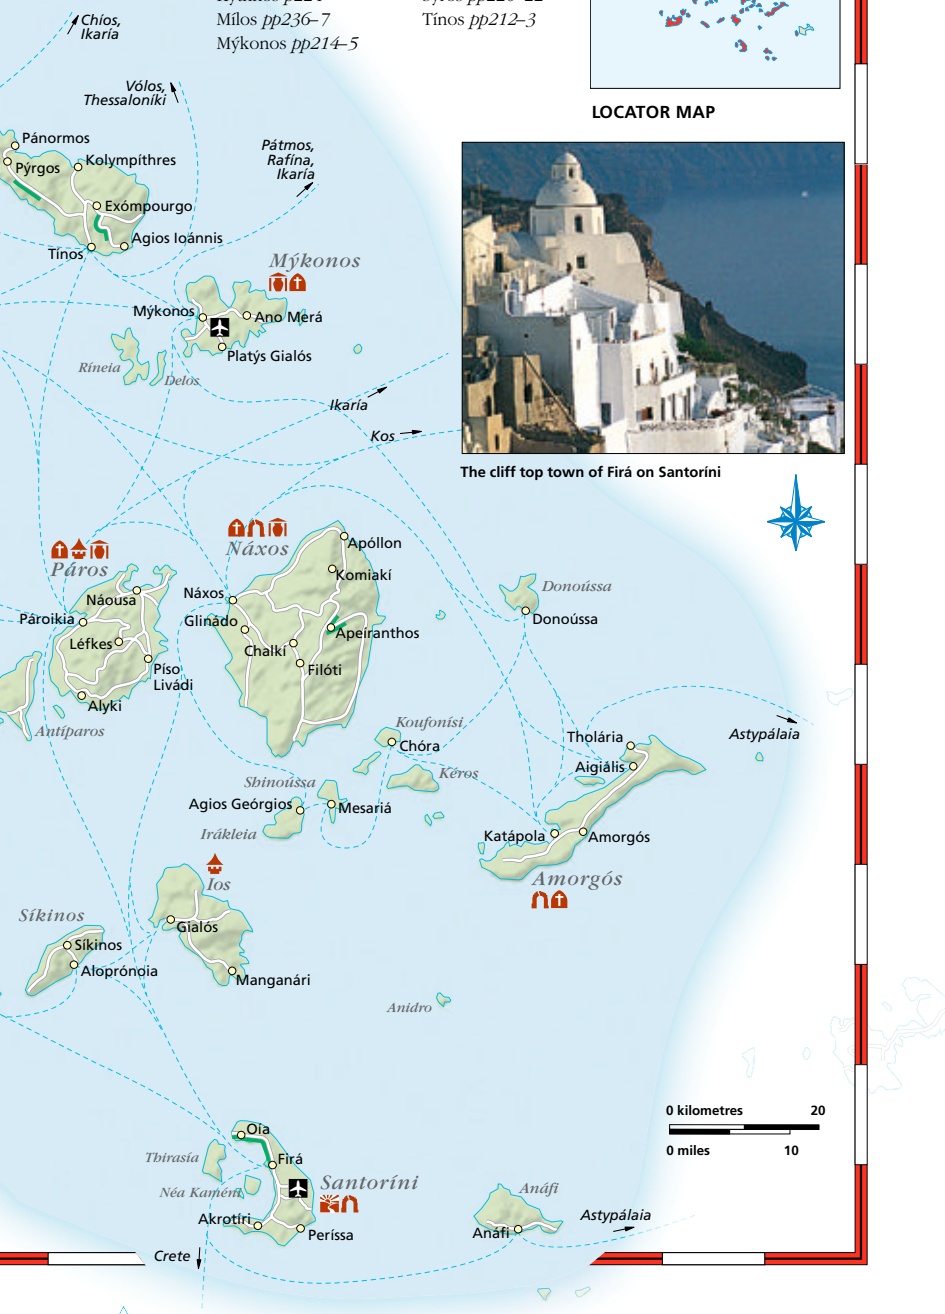 Mílos pp236–7
Mýkonos pp214–5
Tínos pp212–3
LOCATOR MAP
Chíos,
Ikaría
Vólos,
Thessaloníki
Pátmos,
Rafína,
Ikaría
Pánormos
Pýrgos
Kolympíthres
Exómpourgo
Agios Ioánnis
Tínos
Mýkonos
Mýkonos
Ano Merá
Platýs Gialós
Ríneia
Delos
Ikaría
Kos
The cliff top town of Firá on Santoríni
Náxos
Páros
Apóllon
Komiakí
Náousa
Náxos
Donoússa
Donoússa
Pároikia
Glinádo
Apeíranthos
Léfkes
Chalkí
Filóti
Píso
Livádi
Alyki
Antíparos
Koufonísi
Chóra
Tholária
Astypálaia
Aigiális
Kéros
Shinoússa
Agios Geórgios
Mesariá
Irákleia
Katápola
Amorgós
Amorgós
Ios
Síkinos
Gialós
Síkinos
Aloprónoia
Manganári
Anidro
0 kilometres 20
0 miles 10
Oía
Thirasía
Firá
Néa Kaméni
Santoríni
Anáfi
Akrotíri
Períssa
Anáfi
Astypálaia
Crete